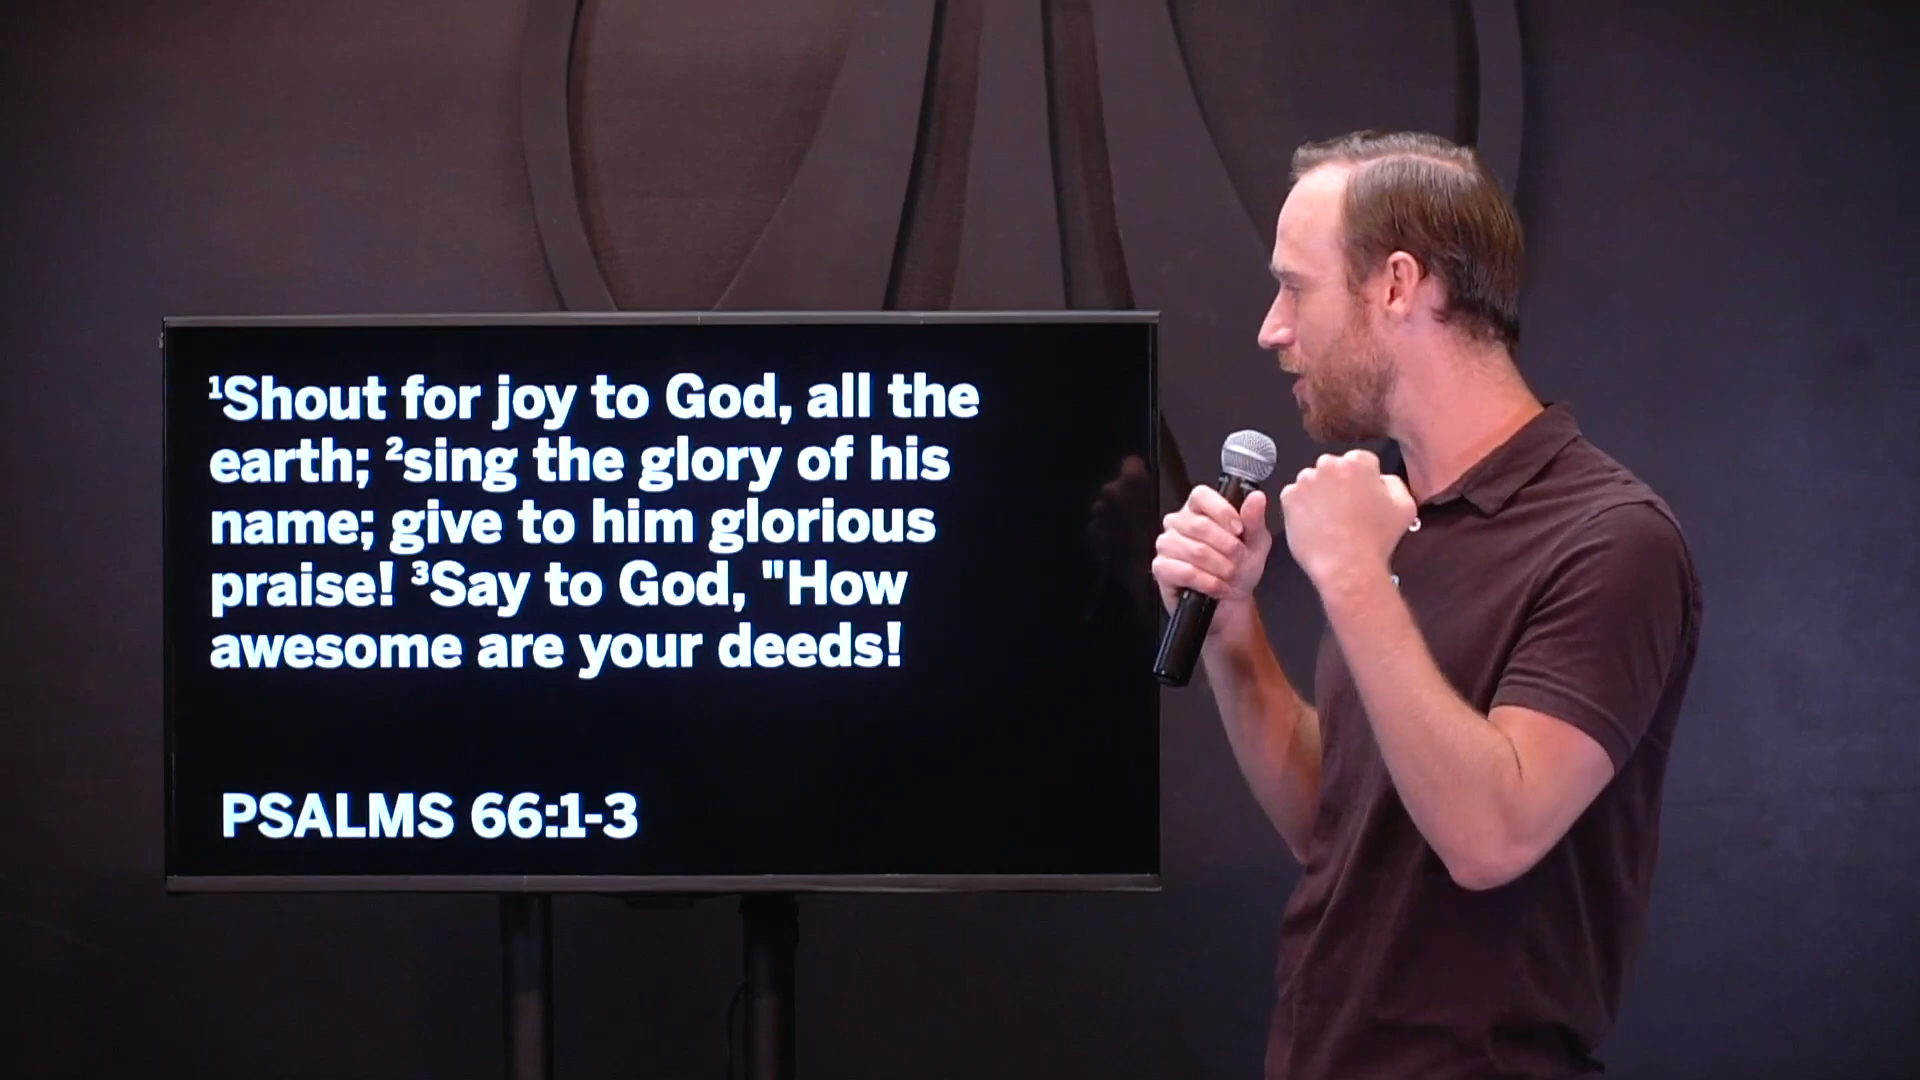 ¹Shout for joy to God, all the
earth; ²sing the glory of his
name; give to him glorious
praise! ³Say to God, "How
awesome are your deeds!
PSALMS 66:1-3